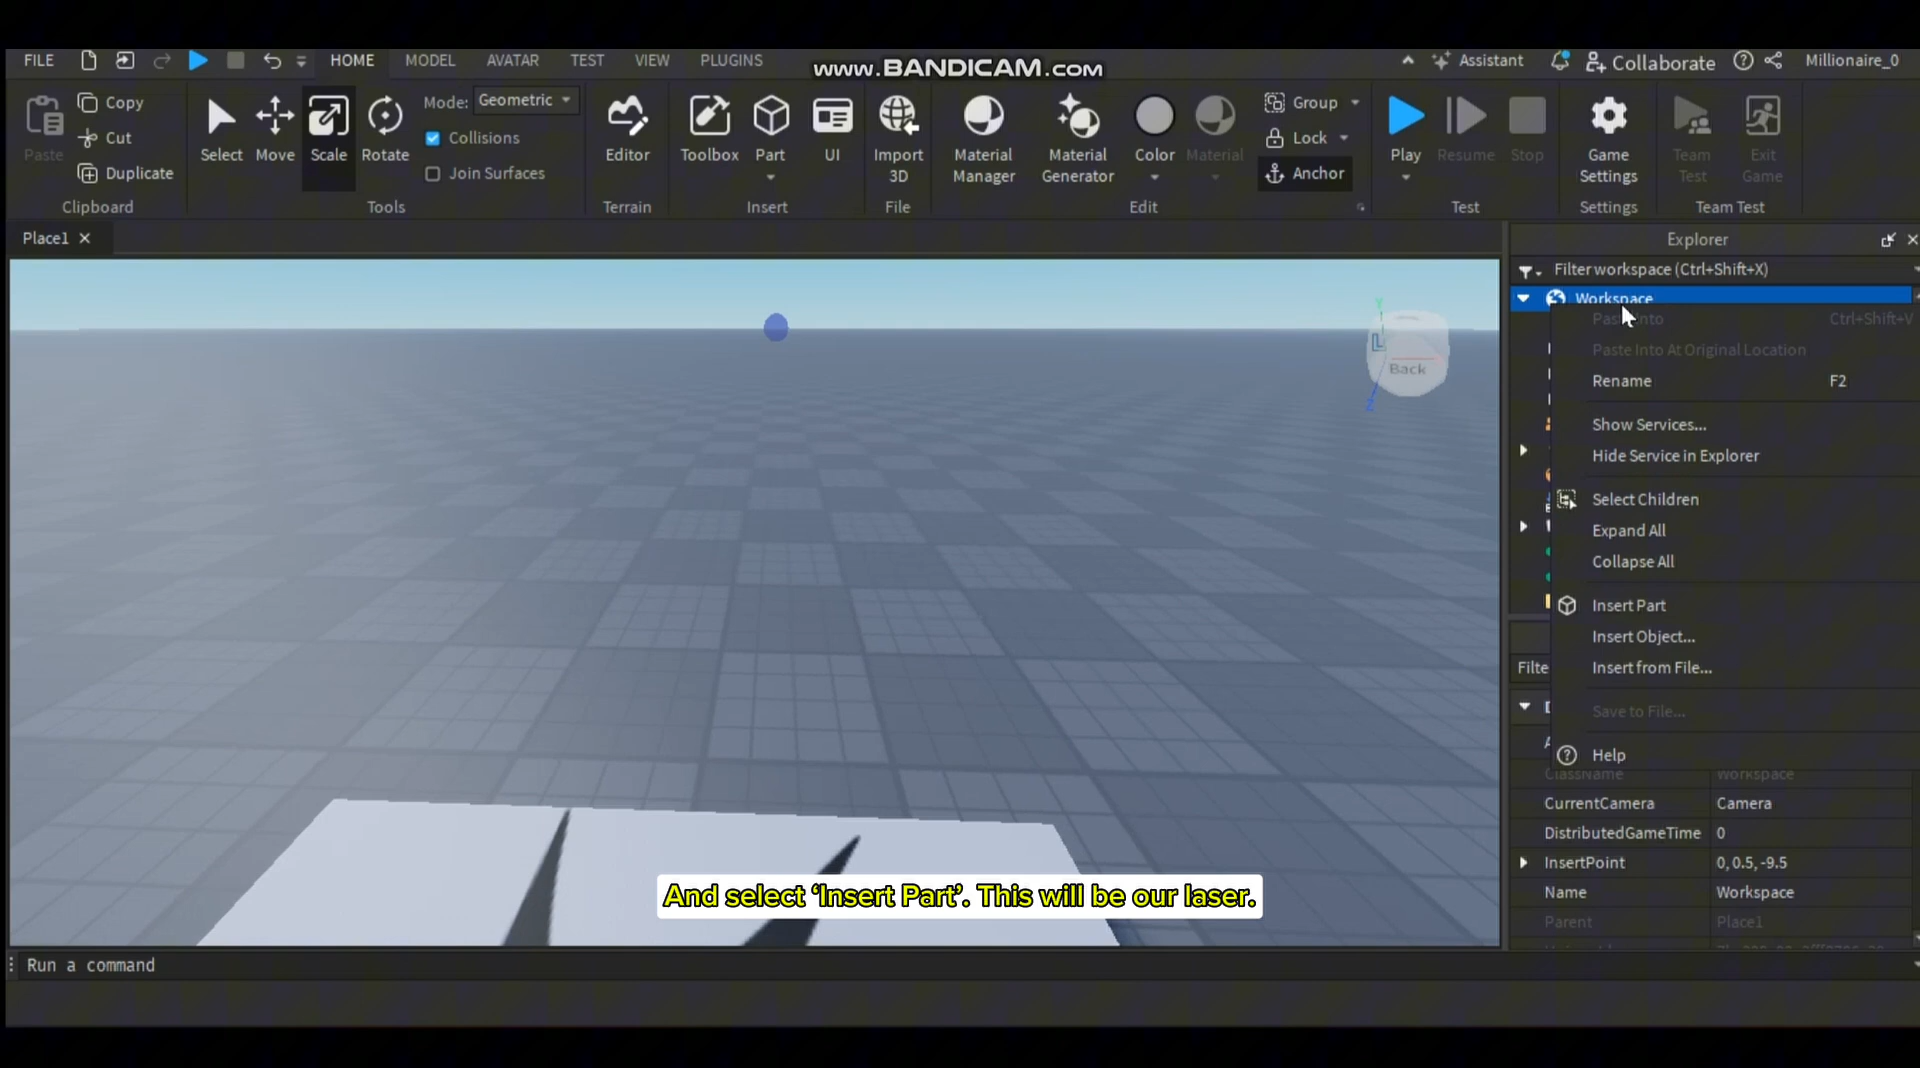 www.BANDICAM.com
FILE HOME MODEL AVATAR TEST VIEW PLUGINS Assistant Collaborate Millionaire_0
Paste
Copy
Cut
Duplicate
Clipboard
Select Move Scale Rotate
Mode: Geometric
Collisions
Join Surfaces
Tools
Editor
Terrain
Toolbox Part UI
Insert
Import
3D
File
Material
Manager
Material
Generator
Color Material
Group
Lock
Anchor
Edit
Play Resume Stop
Test
Game
Settings
Settings
Team
Test
Exit
Game
Team Test
Place1
Explorer
Filter workspace (Ctrl+Shift+X)
Workspace
Ctrl+Shift+V
Paste Into At Original Location
Rename F2
Show Services...
Hide Service in Explorer
Select Children
Expand All
Collapse All
Insert Part
Insert Object...
Insert from File...
Save to File...
Help
Filte
ClassName Workspace
CurrentCamera Camera
DistributedGameTime 0
InsertPoint 0, 0.5, -9.5
Name Workspace
Parent Place1
Y
L
Back
Z
And select ‘Insert Part’. This will be our laser.
Run a command